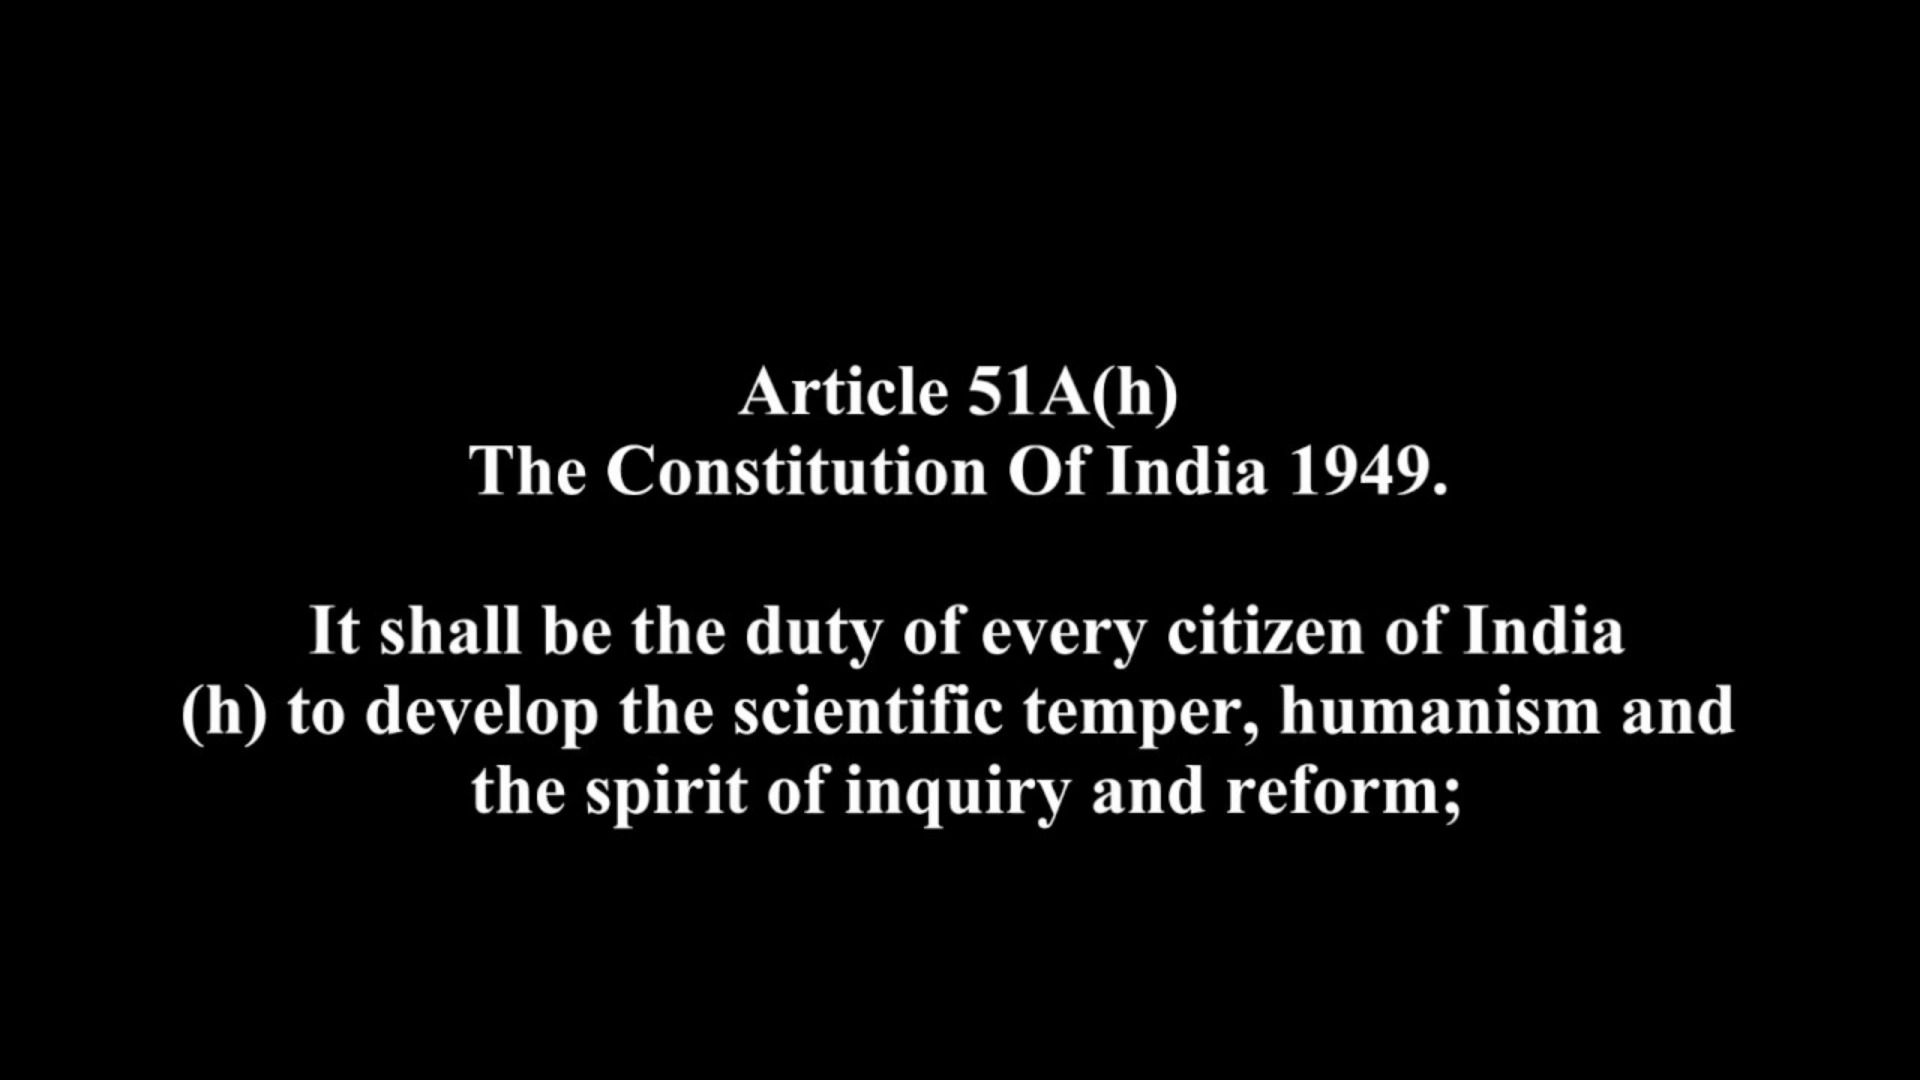 Article 51A(h)
The Constitution Of India 1949.
It shall be the duty of every citizen of India
(h) to develop the scientific temper, humanism and
the spirit of inquiry and reform;